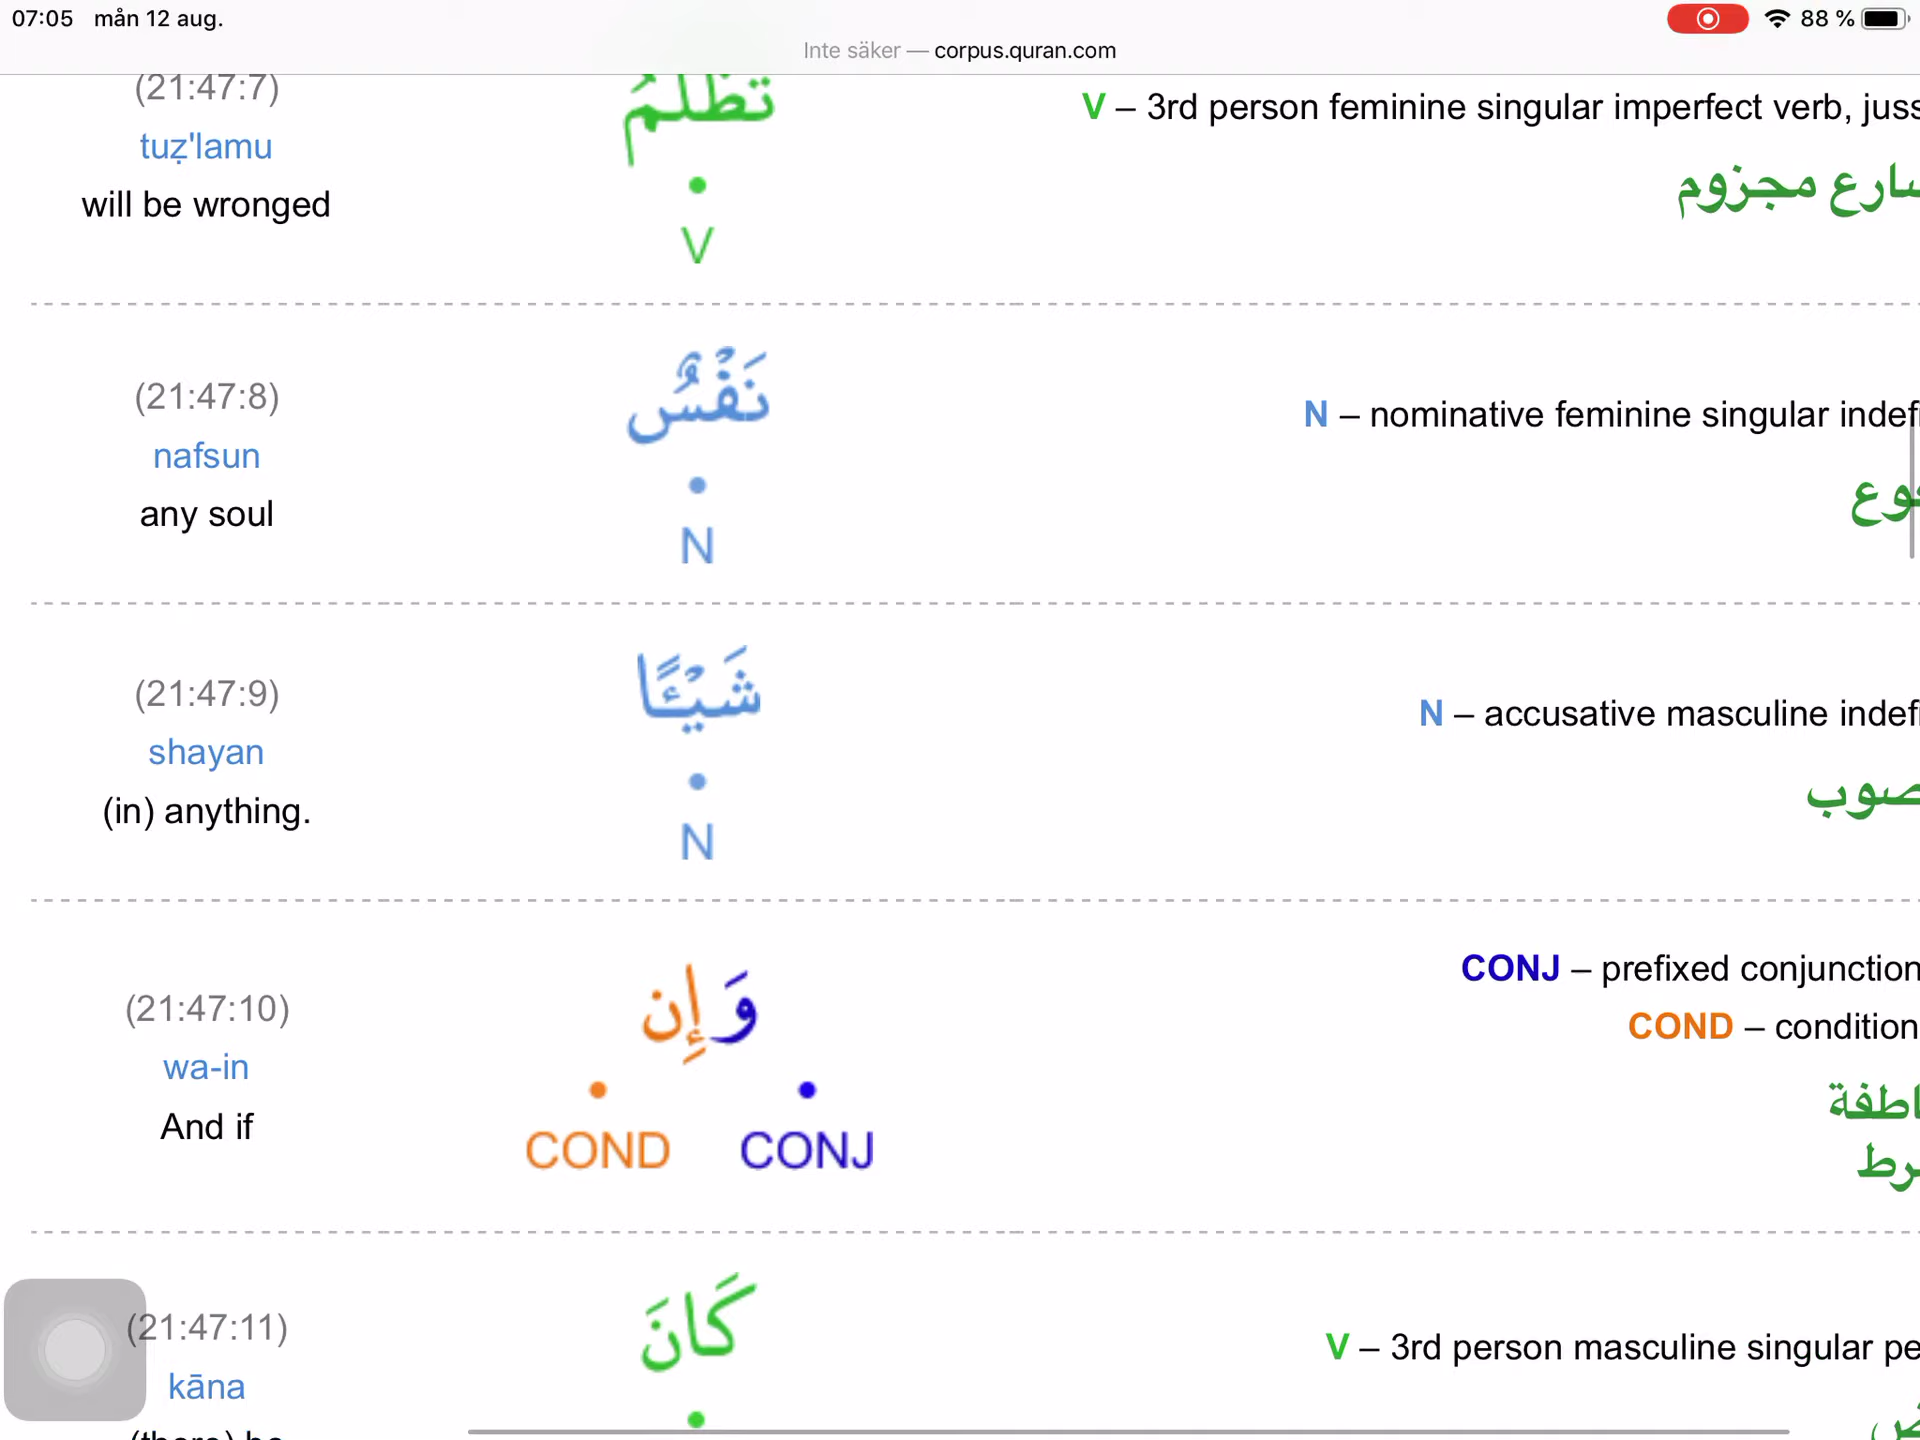 07:05 mån 12 aug. 88 %
Inte säker — corpus.quran.com
(21:47:7)
tuẓ'lamu
will be wronged
تُظْلَمُ
V
V – 3rd person feminine singular imperfect verb, juss
مجزوم
(21:47:8)
nafsun
any soul
نَفْسٌ
N
N – nominative feminine singular indef
(21:47:9)
shayan
(in) anything.
شَيْـًٔا
N
N – accusative masculine indef
(21:47:10)
wa-in
And if
وَإِن
COND CONJ
CONJ – prefixed conjunction
COND – condition
(21:47:11)
kāna
كَانَ
V – 3rd person masculine singular pe